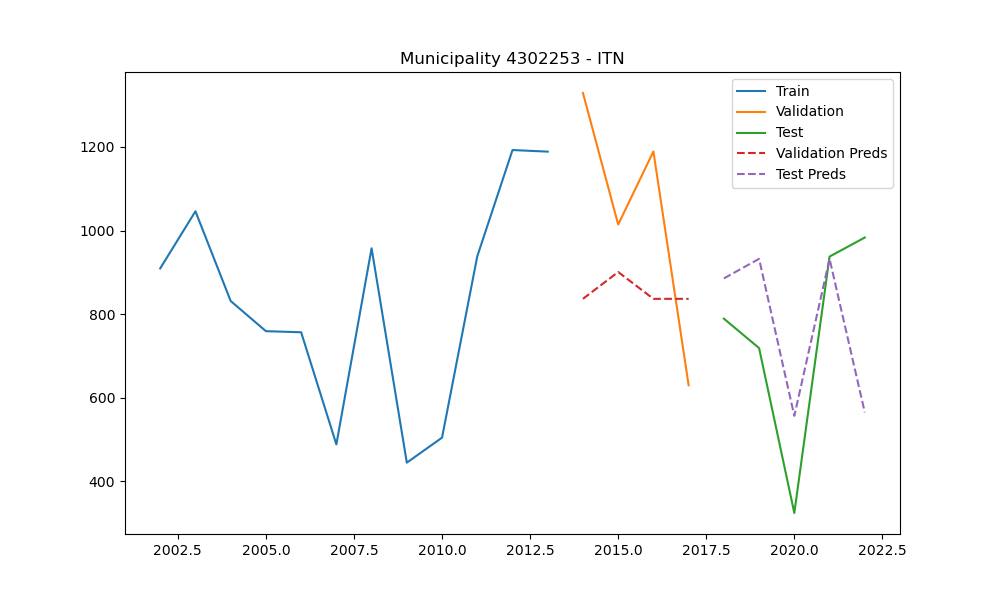 Municipality 4302253 - ITN
Train
Validation
Test
Validation Preds
Test Preds
1200
1000
800
600
400
2002.5 2005.0 2007.5 2010.0 2012.5 2015.0 2017.5 2020.0 2022.5